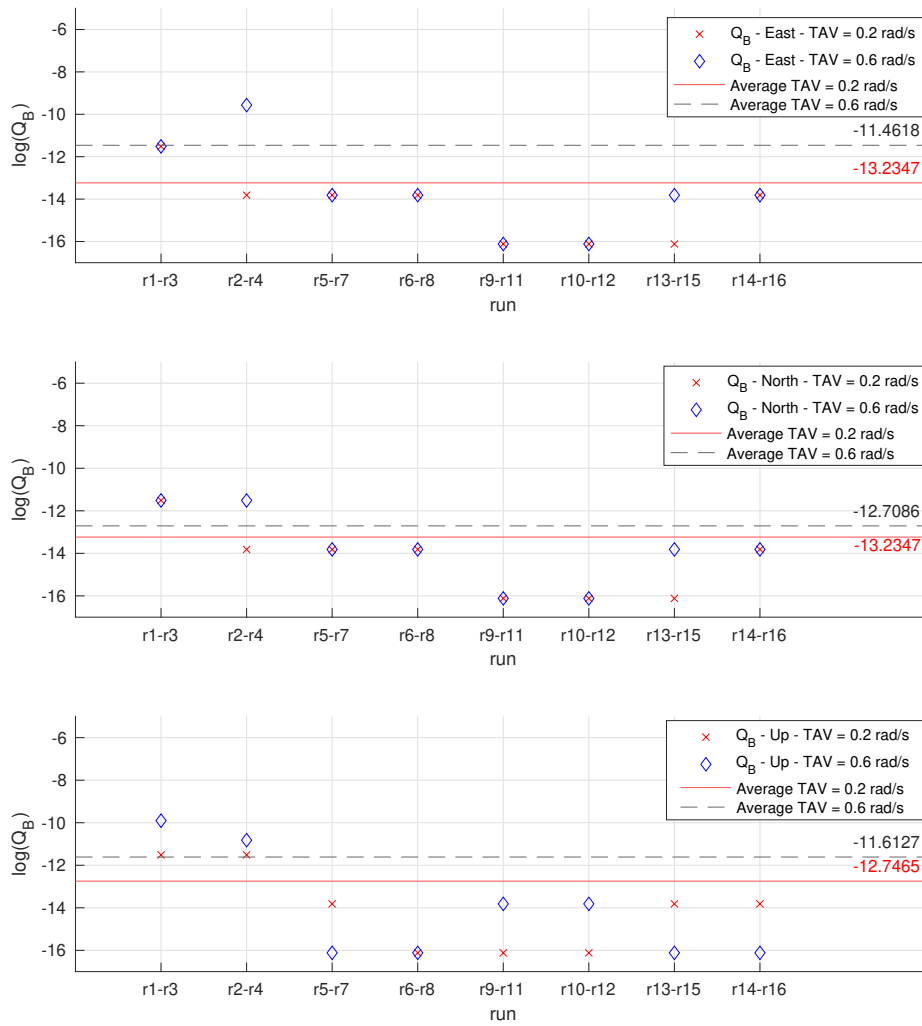 -6
-8
-10
-12
-14
-16
log(Q_B)
Q_B - East - TAV = 0.2 rad/s
Q_B - East - TAV = 0.6 rad/s
Average TAV = 0.2 rad/s
Average TAV = 0.6 rad/s
-11.4618
-13.2347
r1-r3 r2-r4 r5-r7 r6-r8 r9-r11 r10-r12 r13-r15 r14-r16
run
-6
-8
-10
-12
-14
-16
log(Q_B)
Q_B - North - TAV = 0.2 rad/s
Q_B - North - TAV = 0.6 rad/s
Average TAV = 0.2 rad/s
Average TAV = 0.6 rad/s
-12.7086
-13.2347
r1-r3 r2-r4 r5-r7 r6-r8 r9-r11 r10-r12 r13-r15 r14-r16
run
-6
-8
-10
-12
-14
-16
log(Q_B)
Q_B - Up - TAV = 0.2 rad/s
Q_B - Up - TAV = 0.6 rad/s
Average TAV = 0.2 rad/s
Average TAV = 0.6 rad/s
-11.6127
-12.7465
r1-r3 r2-r4 r5-r7 r6-r8 r9-r11 r10-r12 r13-r15 r14-r16
run